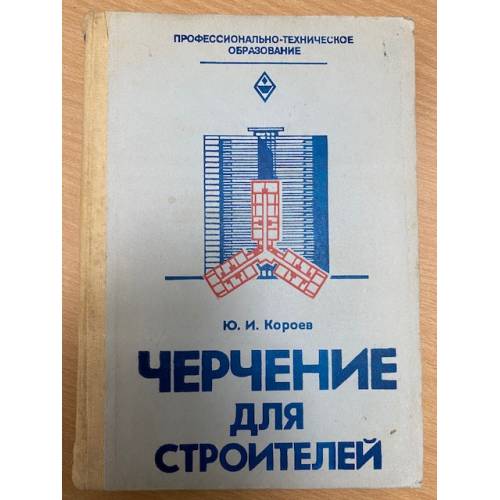 ПРОФЕССИОНАЛЬНО-ТЕХНИЧЕСКОЕ
ОБРАЗОВАНИЕ
Ю. И. Короев
ЧЕРЧЕНИЕ
ДЛЯ
СТРОИТЕЛЕЙ